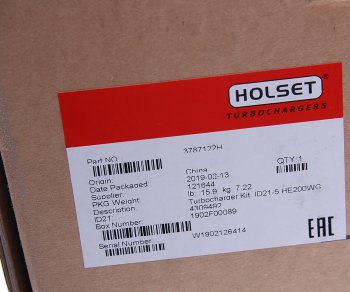 HOLSET
TURBOCHARGERS
Part NO 3787122H
Origin: China QTY:1
Date Packaged 2019-02-13
Supplier: 121644
PKG Weight lb 15.9 kg 7.22
Description: Turbocharger Kit, ID21-5 HE200WG
ID21 4309492
Box Number 1902F00089
Serial Number W1902126414
EAC